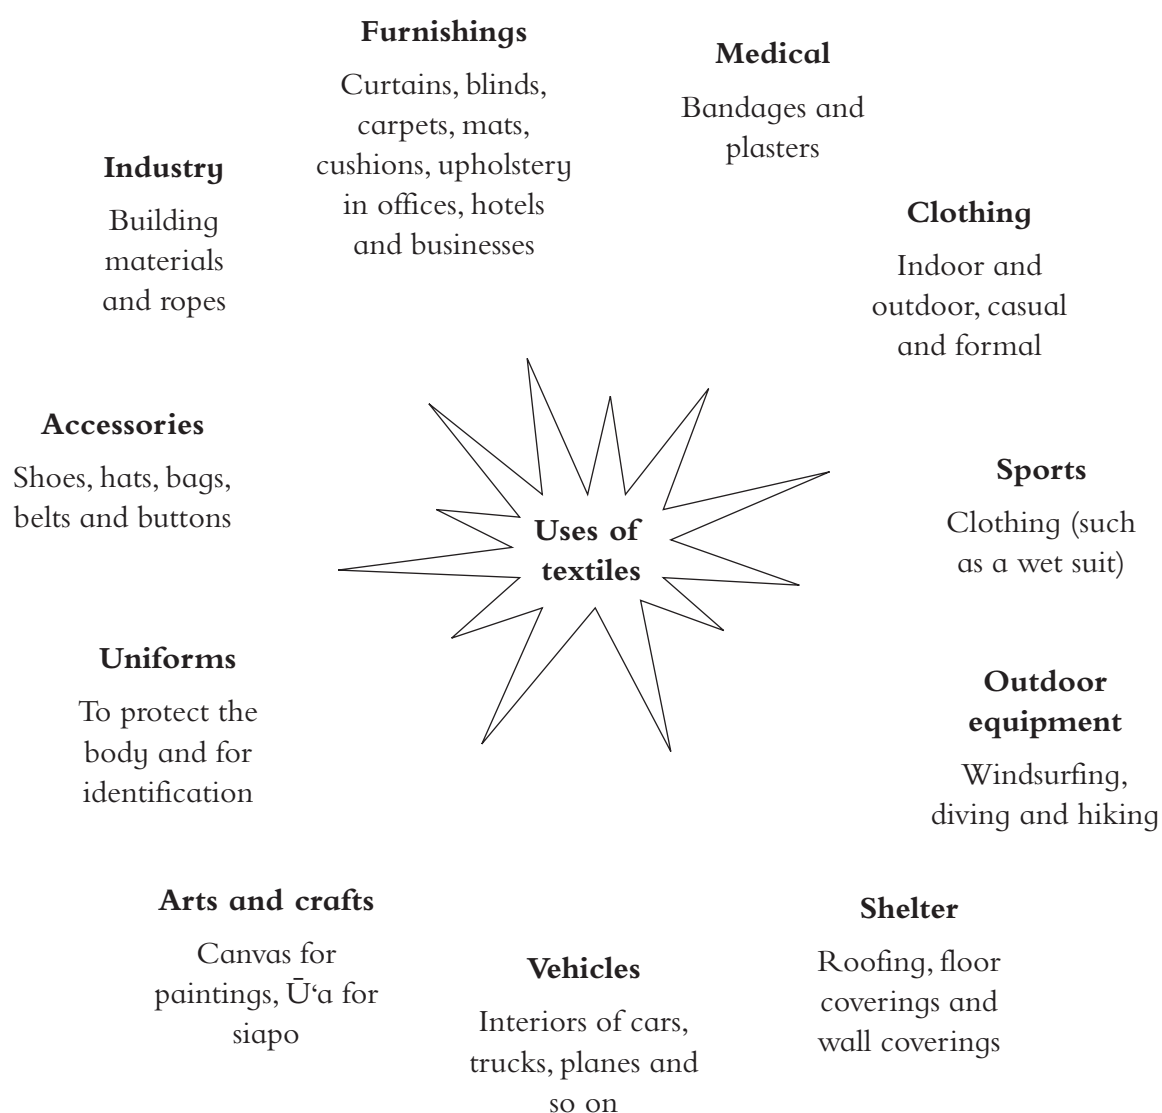 Furnishings
Curtains, blinds,
carpets, mats,
cushions, upholstery
in offices, hotels
and businesses
Medical
Bandages and
plasters
Industry
Building
materials
and ropes
Clothing
Indoor and
outdoor, casual
and formal
Accessories
Shoes, hats, bags,
belts and buttons
Sports
Clothing (such
as a wet suit)
Uses of
textiles
Uniforms
To protect the
body and for
identification
Outdoor
equipment
Windsurfing,
diving and hiking
Arts and crafts
Canvas for
paintings, Ū‘a for
siapo
Vehicles
Interiors of cars,
trucks, planes and
so on
Shelter
Roofing, floor
coverings and
wall coverings